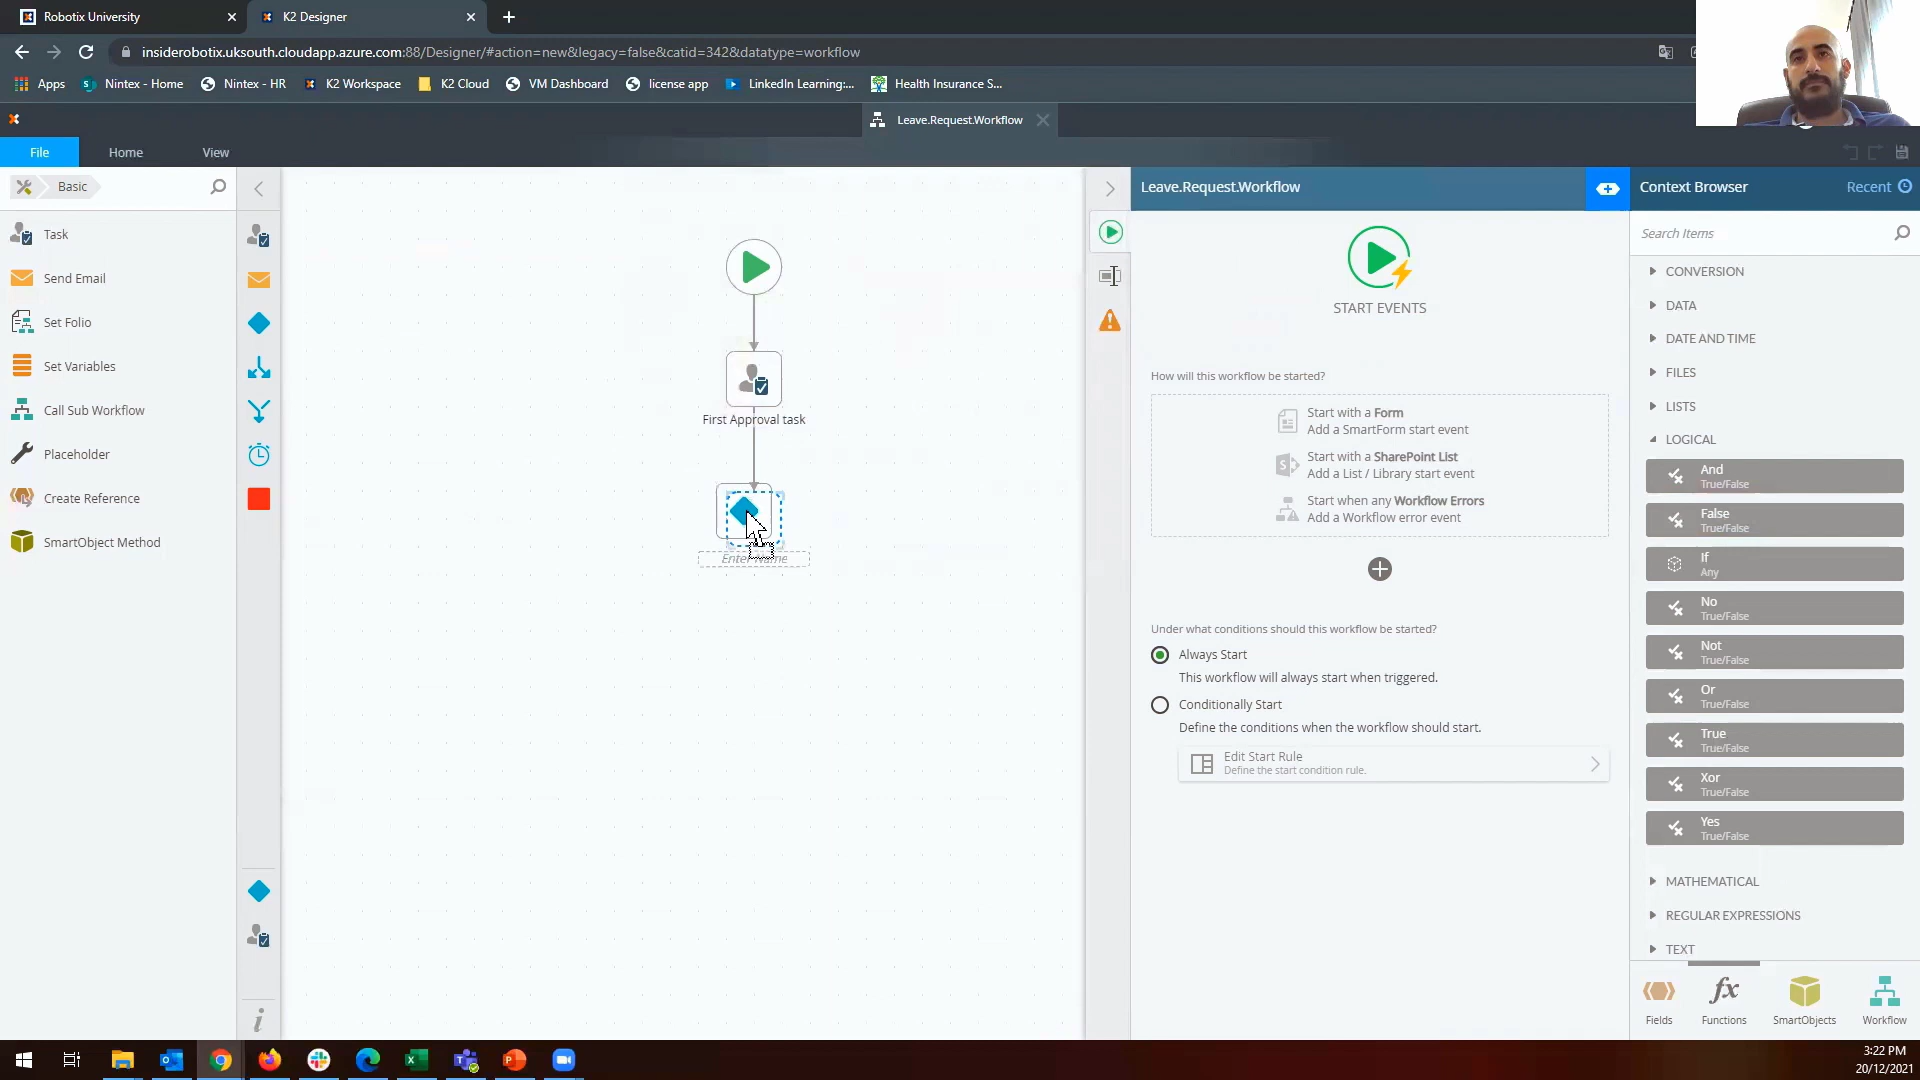 Robotix University
K2 Designer
insiderobotix.uksouth.cloudapp.azure.com:88/Designer/#action=new&legacy=false&catid=342&datatype=workflow
Apps
Nintex - Home
Nintex - HR
K2 Workspace
K2 Cloud
VM Dashboard
license app
LinkedIn Learning:...
Health Insurance S...
Leave.Request.Workflow
File
Home
View
Basic
Task
Send Email
Set Folio
Set Variables
Call Sub Workflow
Placeholder
Create Reference
SmartObject Method
First Approval task
Enter Name
Leave.Request.Workflow
START EVENTS
How will this workflow be started?
Start with a Form
Add a SmartForm start event
Start with a SharePoint List
Add a List / Library start event
Start when any Workflow Errors
Add a Workflow error event
Under what conditions should this workflow be started?
Always Start
This workflow will always start when triggered.
Conditionally Start
Define the conditions when the workflow should start.
Edit Start Rule
Define the start condition rule.
Context Browser
Recent
Search Items
CONVERSION
DATA
DATE AND TIME
FILES
LISTS
LOGICAL
And
True/False
False
True/False
If
Any
No
True/False
Not
True/False
Or
True/False
True
True/False
Xor
True/False
Yes
True/False
MATHEMATICAL
REGULAR EXPRESSIONS
TEXT
Fields
Functions
SmartObjects
Workflow
3:22 PM
20/12/2021